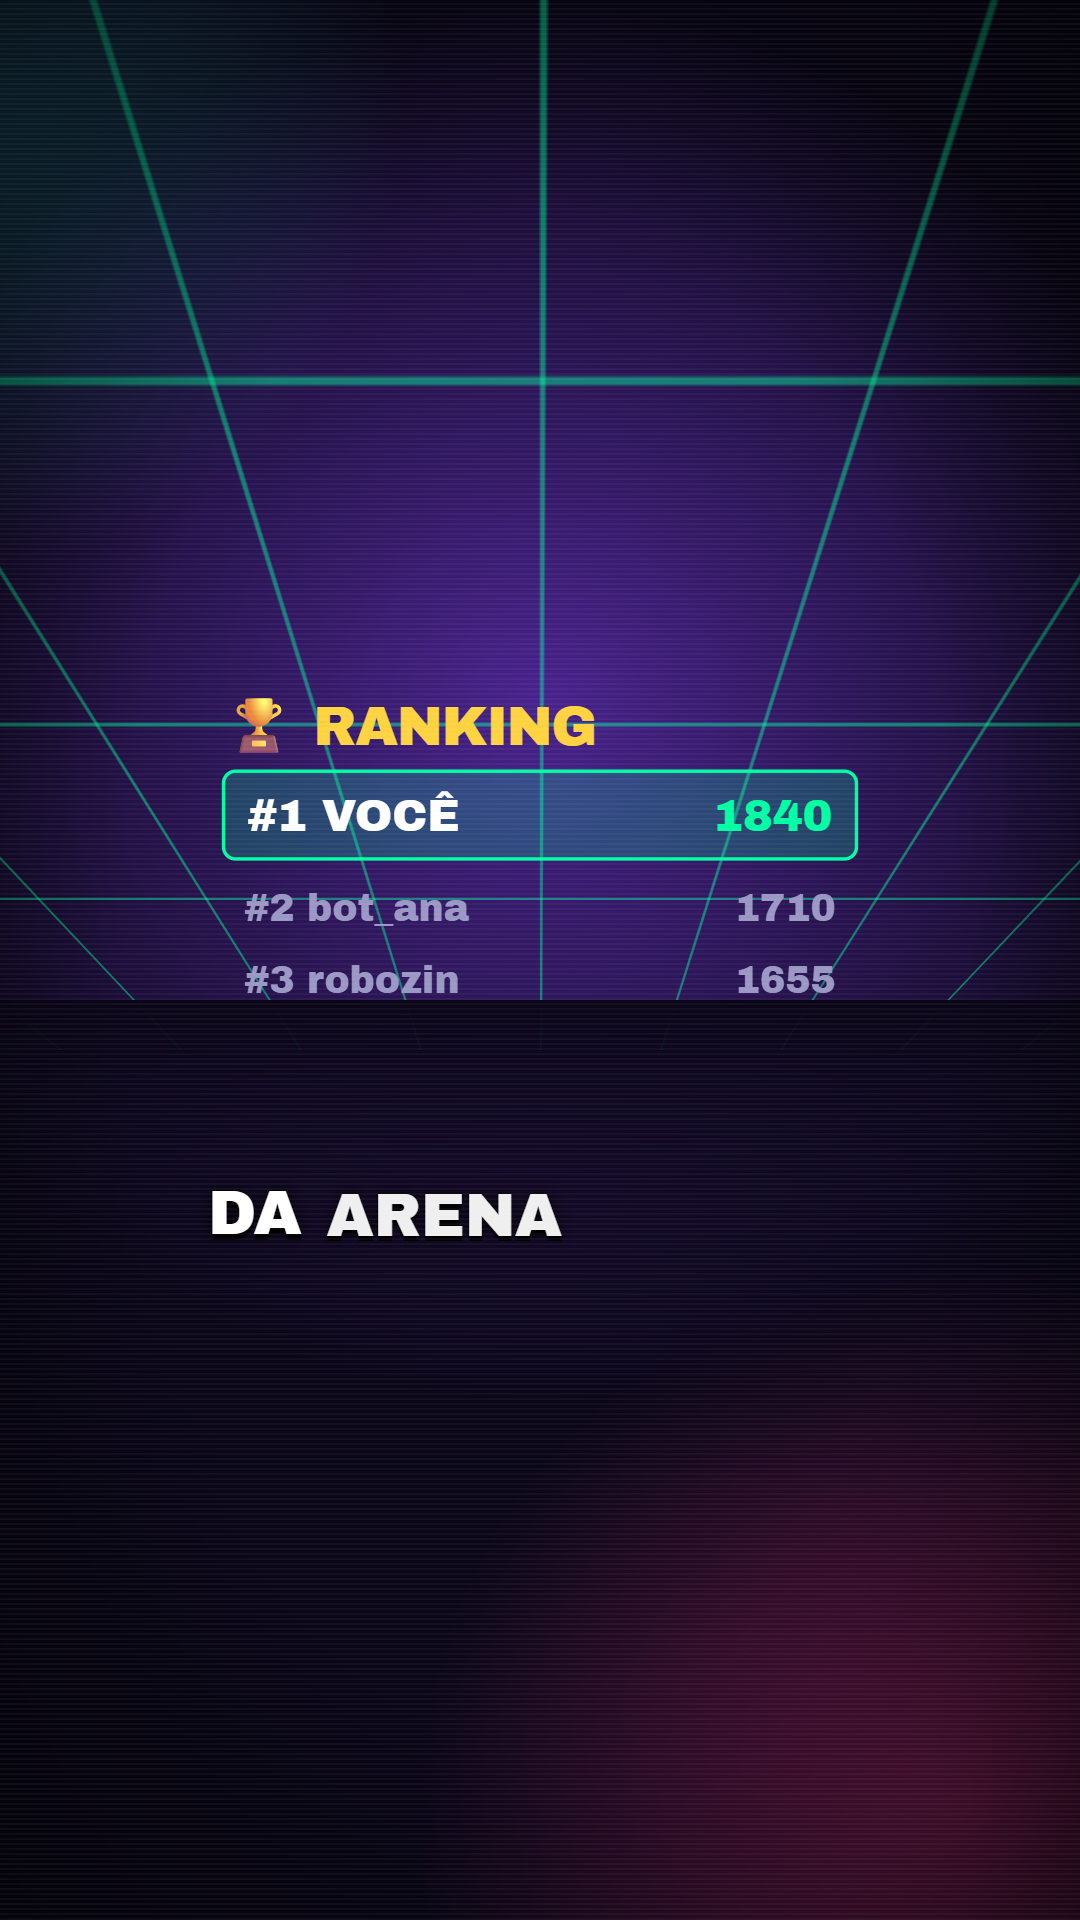 🏆 RANKING
#1 VOCÊ 1840
#2 bot_ana 1710
#3 robozin 1655
DA ARENA